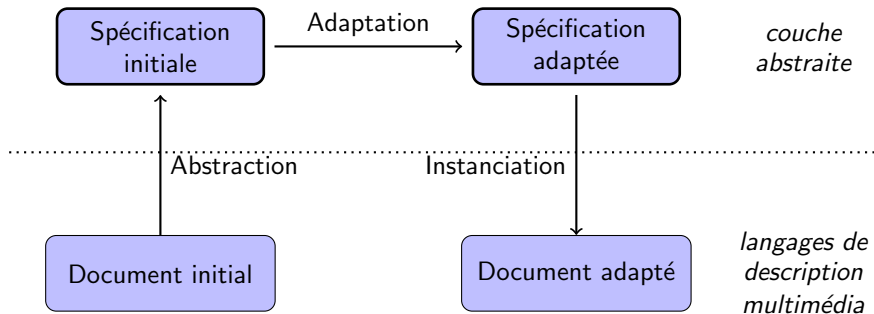 Spécification
initiale
Adaptation
Spécification
adaptée
couche
abstraite
Abstraction
Instanciation
Document initial
Document adapté
langages de
description
multimédia